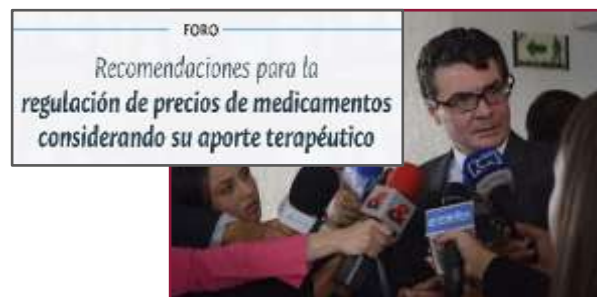 FORO
Recomendaciones para la
regulación de precios de medicamentos
considerando su aporte terapéutico